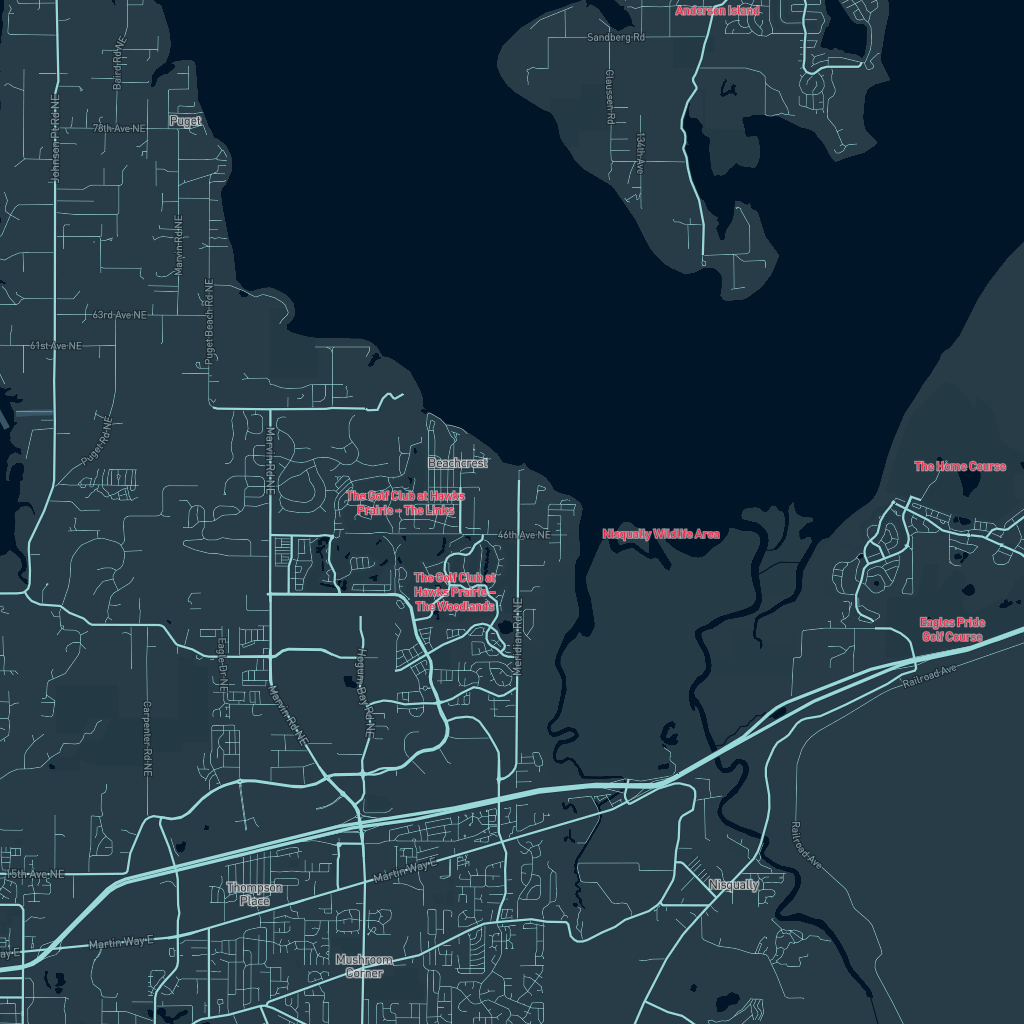 Anderson Island
Sandberg Rd
Baird Rd NE
Claussen Rd
Johnson Pt Rd NE
Puget
78th Ave NE
134th Ave
Marvin Rd NE
Puget Beach Rd NE
63rd Ave NE
61st Ave NE
Puget Rd NE
Marvin Rd NE
Beachcrest
The Home Course
The Golf Club at Hawks
Prairie - The Links
46th Ave NE
Nisqually Wildlife Area
The Golf Club at
Hawks Prairie -
The Woodlands
Meridian Rd NE
Eagles Pride
Golf Course
Eagle Dr NE
Hogum Bay Rd NE
Railroad Ave
Marvin Rd NE
Carpenter Rd NE
Railroad Ave
15th Ave NE
Martin Way E
Thompson
Place
Nisqually
Martin Way E
ay E
Mushroom
Corner